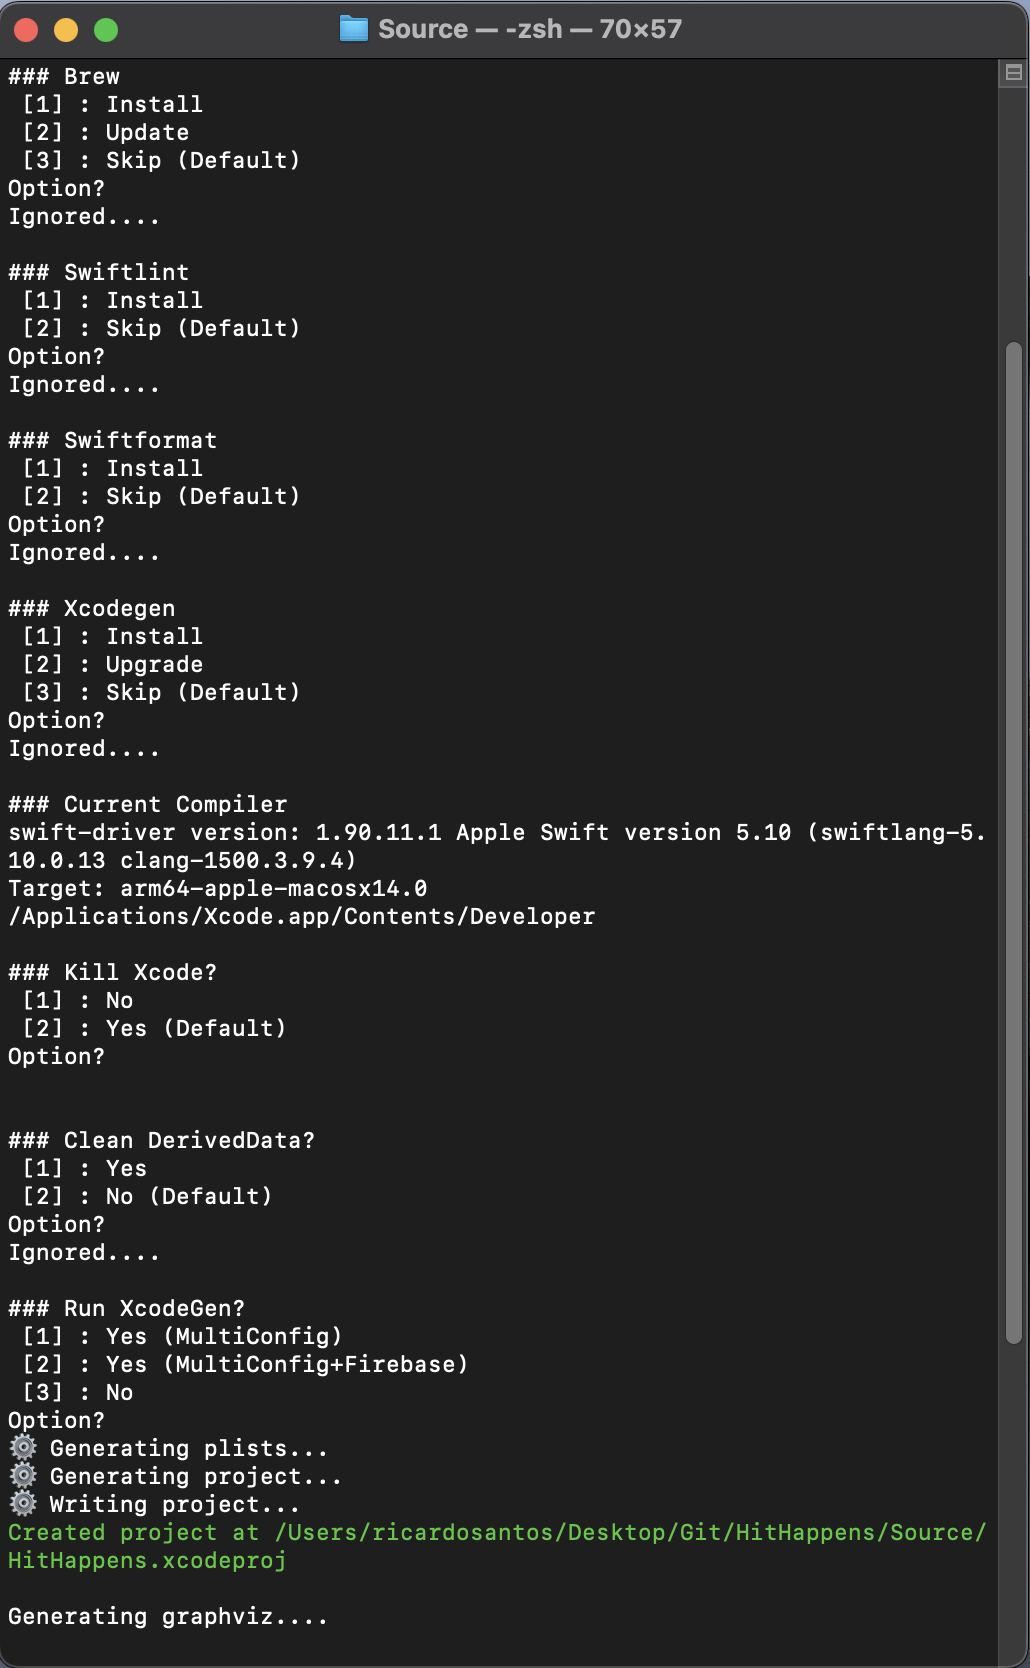 Source — -zsh — 70×57
### Brew
[1] : Install
[2] : Update
[3] : Skip (Default)
Option?
Ignored....
### Swiftlint
[1] : Install
[2] : Skip (Default)
Option?
Ignored....
### Swiftformat
[1] : Install
[2] : Skip (Default)
Option?
Ignored....
### Xcodegen
[1] : Install
[2] : Upgrade
[3] : Skip (Default)
Option?
Ignored....
### Current Compiler
swift-driver version: 1.90.11.1 Apple Swift version 5.10 (swiftlang-5.
10.0.13 clang-1500.3.9.4)
Target: arm64-apple-macosx14.0
/Applications/Xcode.app/Contents/Developer
### Kill Xcode?
[1] : No
[2] : Yes (Default)
Option?
### Clean DerivedData?
[1] : Yes
[2] : No (Default)
Option?
Ignored....
### Run XcodeGen?
[1] : Yes (MultiConfig)
[2] : Yes (MultiConfig+Firebase)
[3] : No
Option?
⚙️ Generating plists...
⚙️ Generating project...
⚙️ Writing project...
Created project at /Users/ricardosantos/Desktop/Git/HitHappens/Source/
HitHappens.xcodeproj
Generating graphviz....